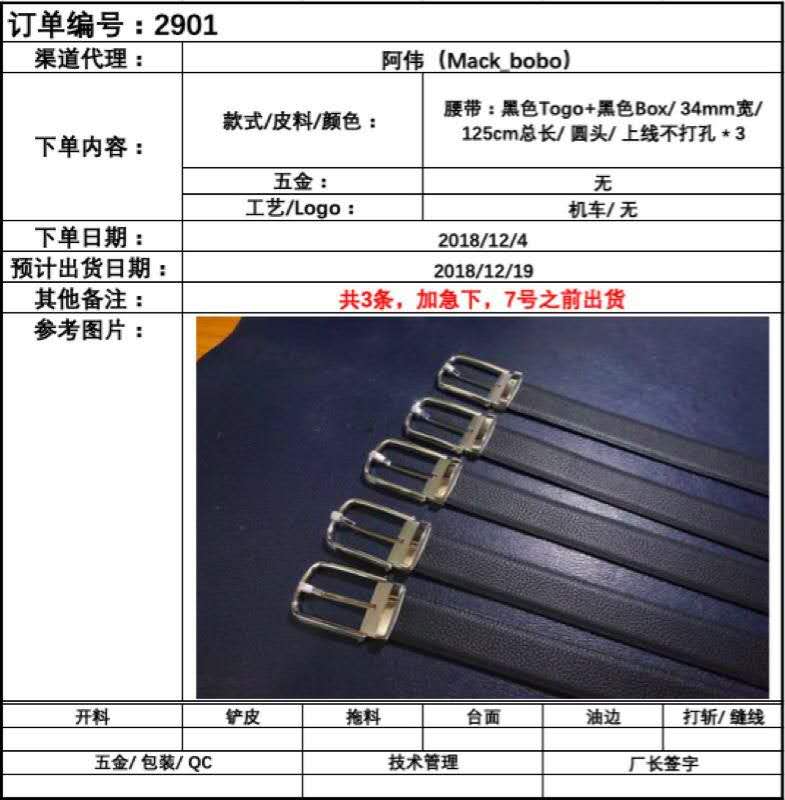 订单编号：2901
渠道代理：
阿伟（Mack_bobo）
下单内容：
款式/皮料/颜色：
腰带：黑色Togo+黑色Box/ 34mm宽/
125cm总长/ 圆头/ 上线不打孔 * 3
五金：
无
工艺/Logo：
机车/ 无
下单日期：
2018/12/4
预计出货日期：
2018/12/19
其他备注：
共3条，加急下，7号之前出货
参考图片：
开料
铲皮
拖料
台面
油边
打斩/ 缝线
五金/ 包装/ QC
技术管理
厂长签字